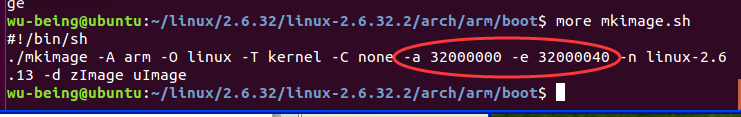 ge
wu-being@ubuntu:~/linux/2.6.32/linux-2.6.32.2/arch/arm/boot$ more mkimage.sh
#!/bin/sh
./mkimage -A arm -O linux -T kernel -C none -a 32000000 -e 32000040 -n linux-2.6
.13 -d zImage uImage
wu-being@ubuntu:~/linux/2.6.32/linux-2.6.32.2/arch/arm/boot$